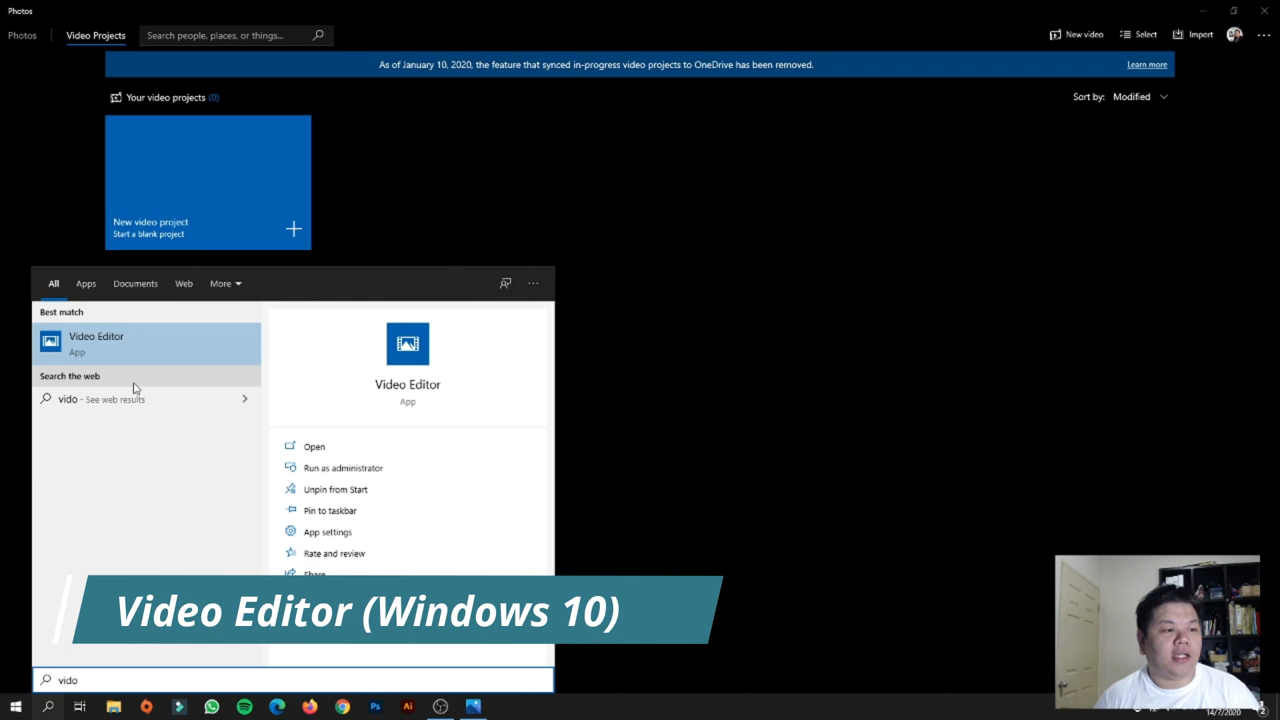 Photos
Photos
Video Projects
Search people, places, or things...
New video
Select
Import
As of January 10, 2020, the feature that synced in-progress video projects to OneDrive has been removed.
Learn more
Your video projects (0)
Sort by: Modified
New video project
Start a blank project
All
Apps
Documents
Web
More
Best match
Video Editor
App
Search the web
vido - See web results
Video Editor
App
Open
Run as administrator
Unpin from Start
Pin to taskbar
App settings
Rate and review
Share
Video Editor (Windows 10)
vido
Ps
Ai
14/7/2020
2